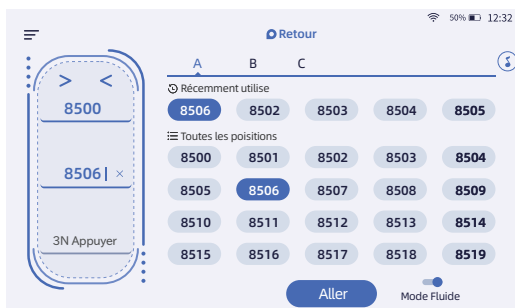 50% 12:32
Retour
A B C
Récemment utilise
8506 8502 8503 8504 8505
Toutes les poisitions
8500 8501 8502 8503 8504
8505 8506 8507 8508 8509
8510 8511 8512 8513 8514
8515 8516 8517 8518 8519
> <
8500
8506 ×
3N Appuyer
Aller
Mode Fluide